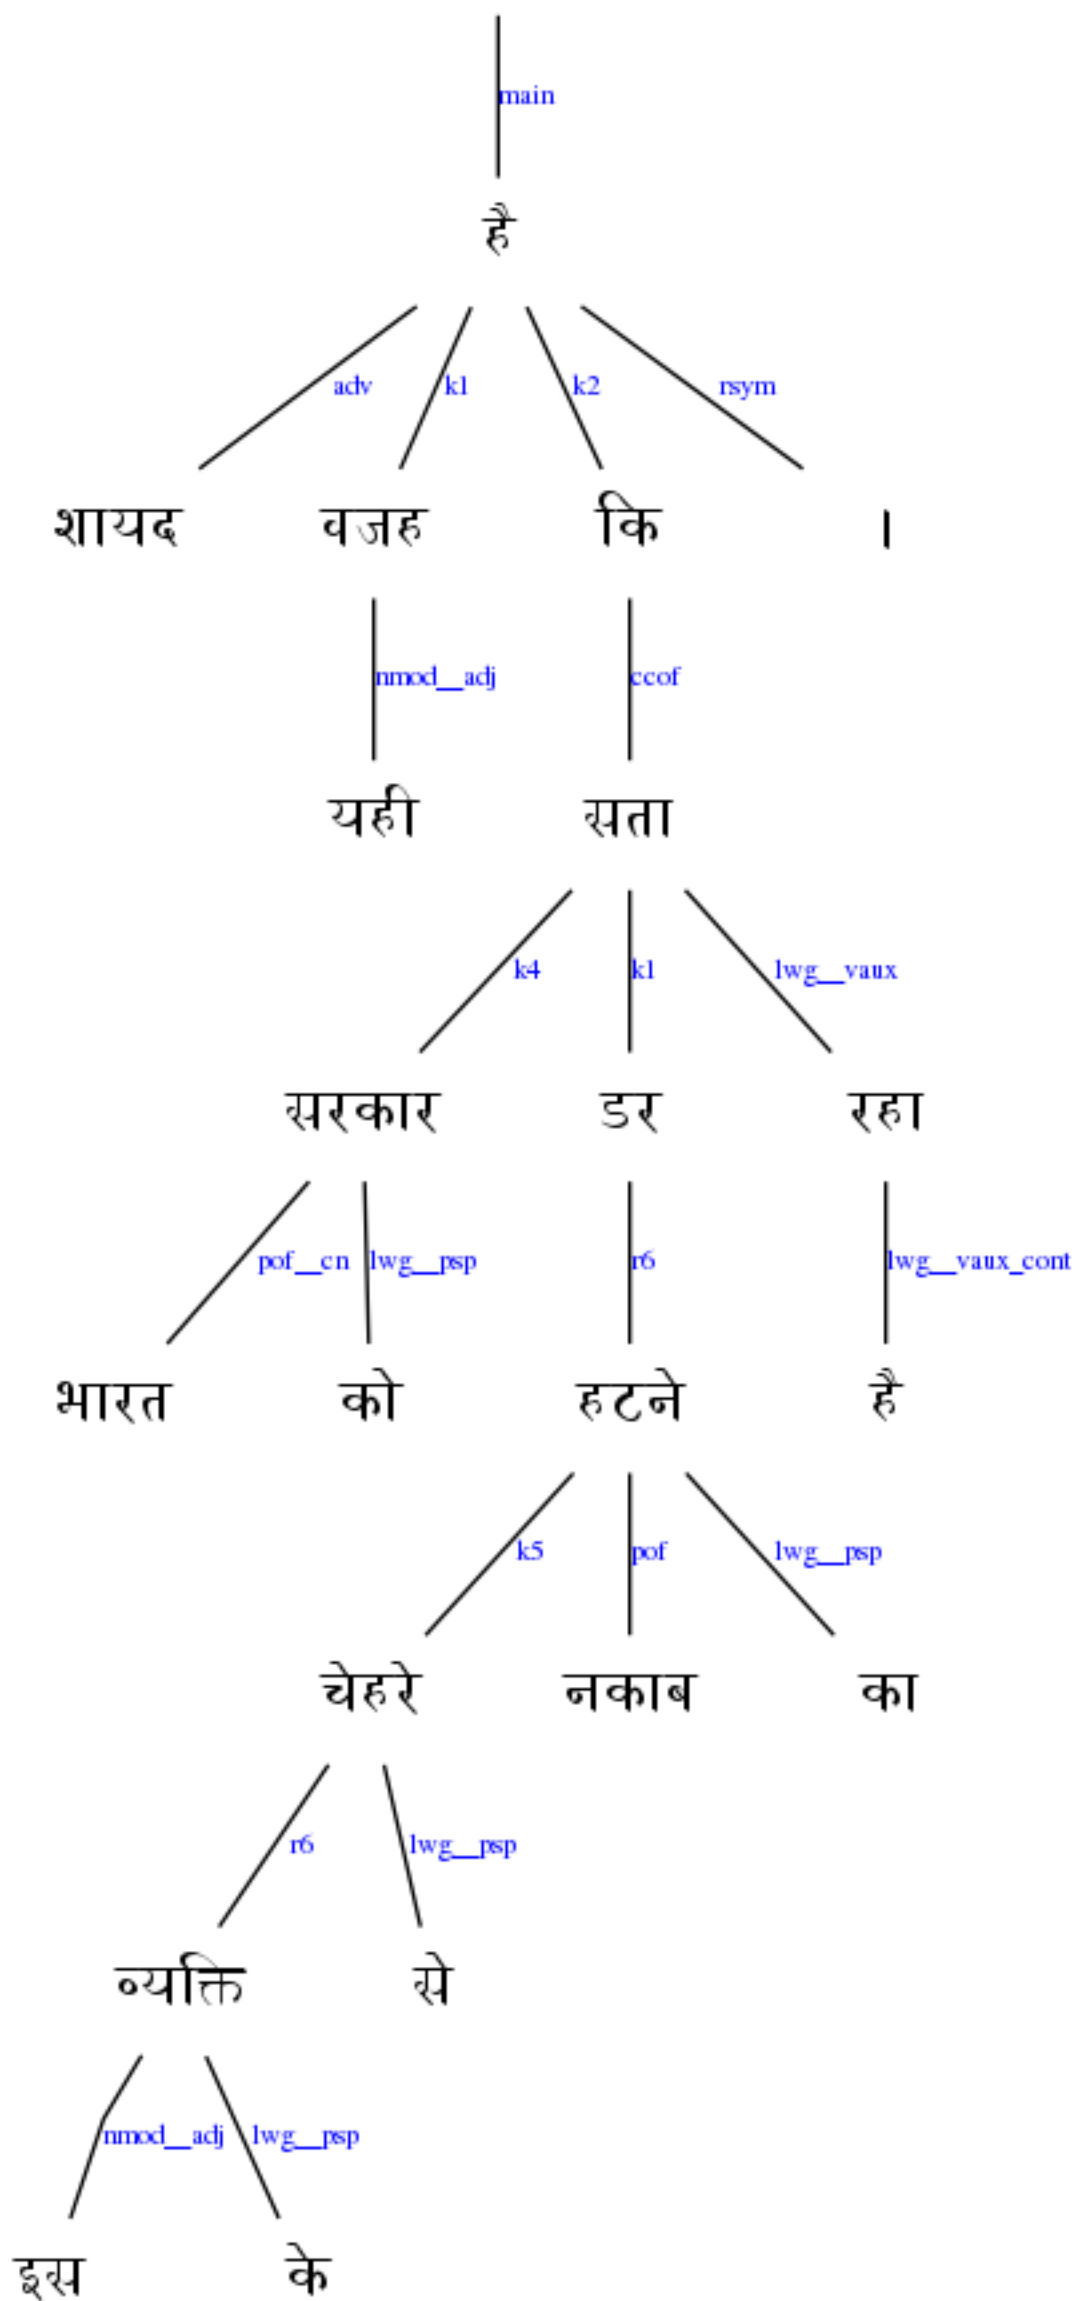 main
है
adv k1 k2 rsym
शायद वजह कि ।
nmod__adj ccof
यही सता
k4 k1 lwg__vaux
सरकार डर रहा
pof__cn lwg__psp r6 lwg__vaux_cont
भारत को हटने है
k5 pof lwg__psp
चेहरे नकाब का
r6 lwg__psp
व्यक्ति से
nmod__adj lwg__psp
इस के